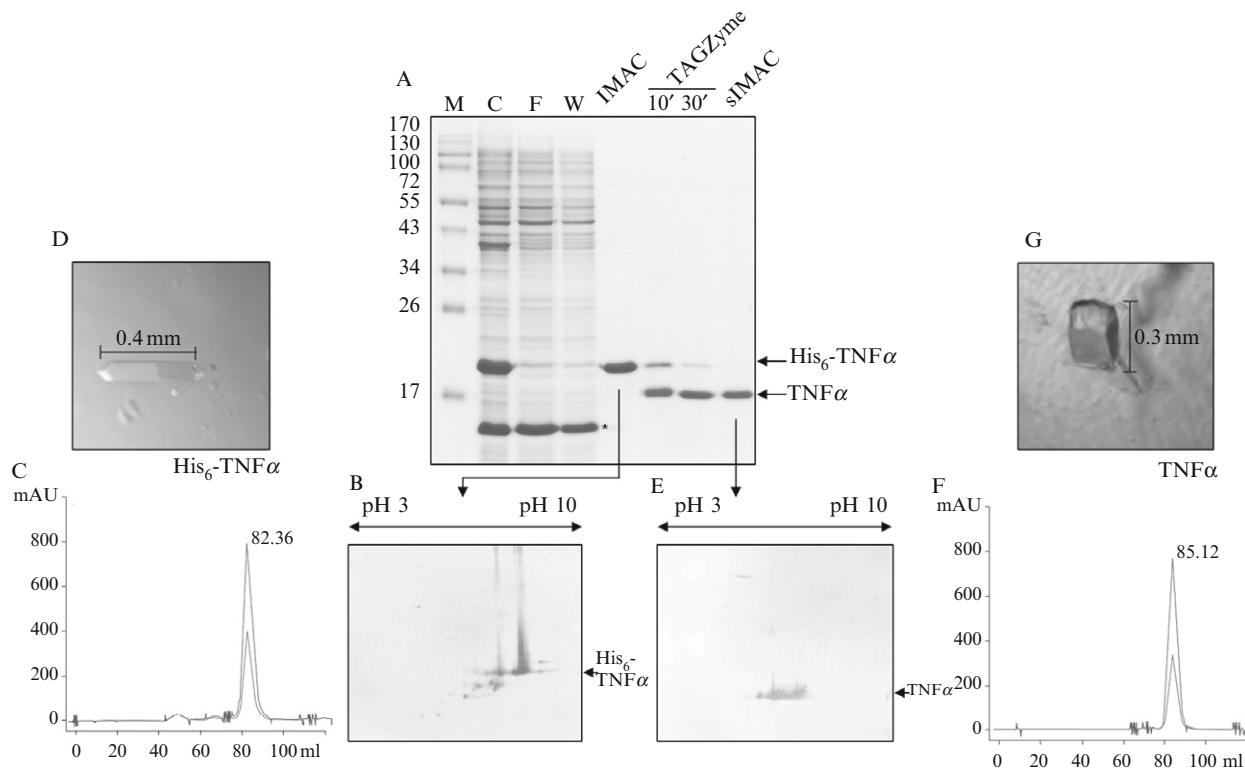 A
M
C
F
W
IMAC
TAGZyme
10′ 30′
sIMAC
170
130
100
72
55
43
34
26
17
His6-TNFα
TNFα
*
D
0.4 mm
His6-TNFα
G
0.3 mm
TNFα
C
mAU
800
600
400
200
0
82.36
0 20 40 60 80 100 ml
B
pH 3 pH 10
His6-
TNFα
E
pH 3 pH 10
TNFα
F
mAU
800
600
400
200
0
85.12
0 20 40 60 80 100 ml